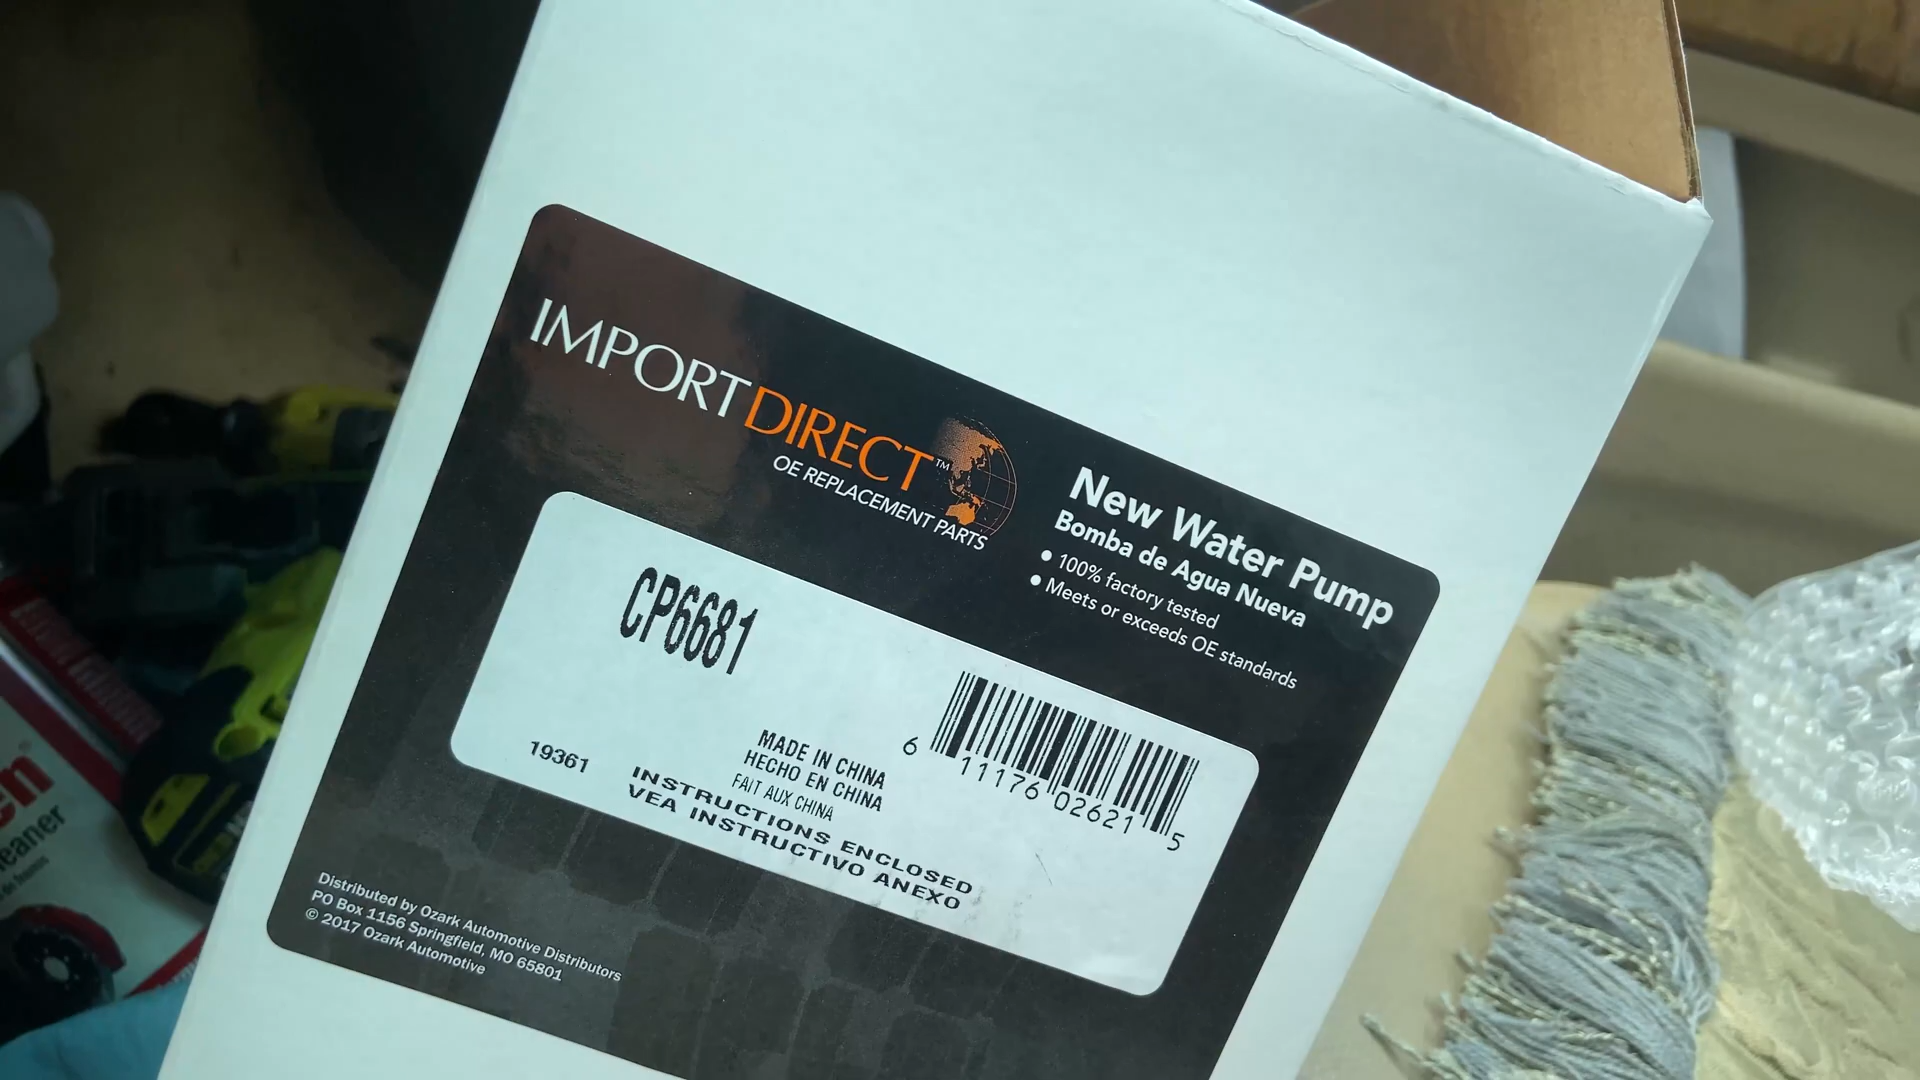 IMPORTDIRECT™
OE REPLACEMENT PARTS
New Water Pump
Bomba de Agua Nueva
• 100% factory tested
• Meets or exceeds OE standards
CP6681
6 11176 02621 5
19361
MADE IN CHINA
HECHO EN CHINA
FAIT AUX CHINA
INSTRUCTIONS ENCLOSED
VEA INSTRUCTIVO ANEXO
Distributed by Ozark Automotive Distributors
PO Box 1156 Springfield, MO 65801
© 2017 Ozark Automotive